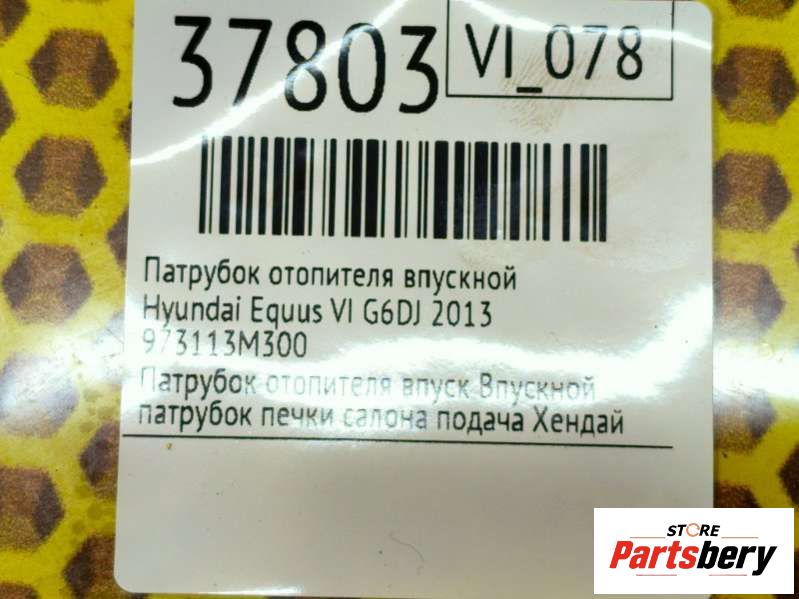 37803
VI_078
Патрубок отопителя впускной
Hyundai Equus VI G6DJ 2013
973113M300
Патрубок отопителя впуск Впускной
патрубок печки салона подача Хендай
STORE
Partsbery